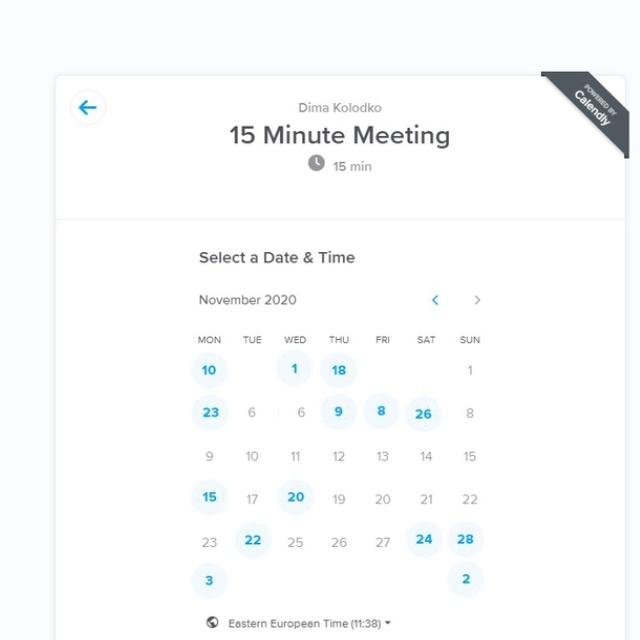 Dima Kolodko
POWERED BY
Calendly
15 Minute Meeting
15 min
Select a Date & Time
November 2020
MON TUE WED THU FRI SAT SUN
10 1 18 1
23 6 6 9 8 26 8
9 10 11 12 13 14 15
15 17 20 19 20 21 22
23 22 25 26 27 24 28
3 2
Eastern European Time (11:38)